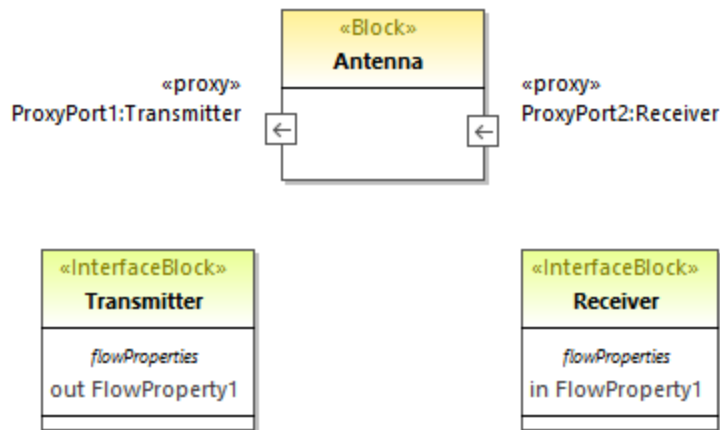 «Block»
Antenna
«proxy»
ProxyPort1:Transmitter
«proxy»
ProxyPort2:Receiver
«InterfaceBlock»
Transmitter
flowProperties
out FlowProperty1
«InterfaceBlock»
Receiver
flowProperties
in FlowProperty1